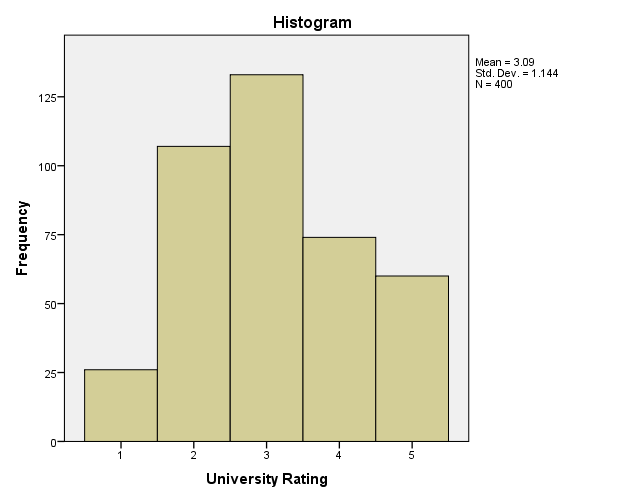 Histogram
Mean = 3.09
Std. Dev. = 1.144
N = 400
125
100
75
50
25
0
Frequency
1 2 3 4 5
University Rating